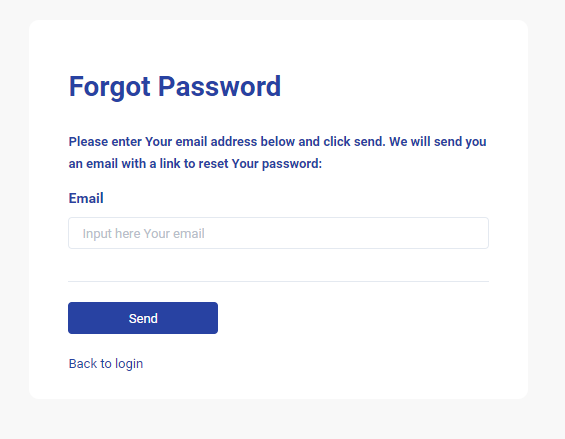 Forgot Password
Please enter Your email address below and click send. We will send you
an email with a link to reset Your password:
Email
Input here Your email
Send
Back to login